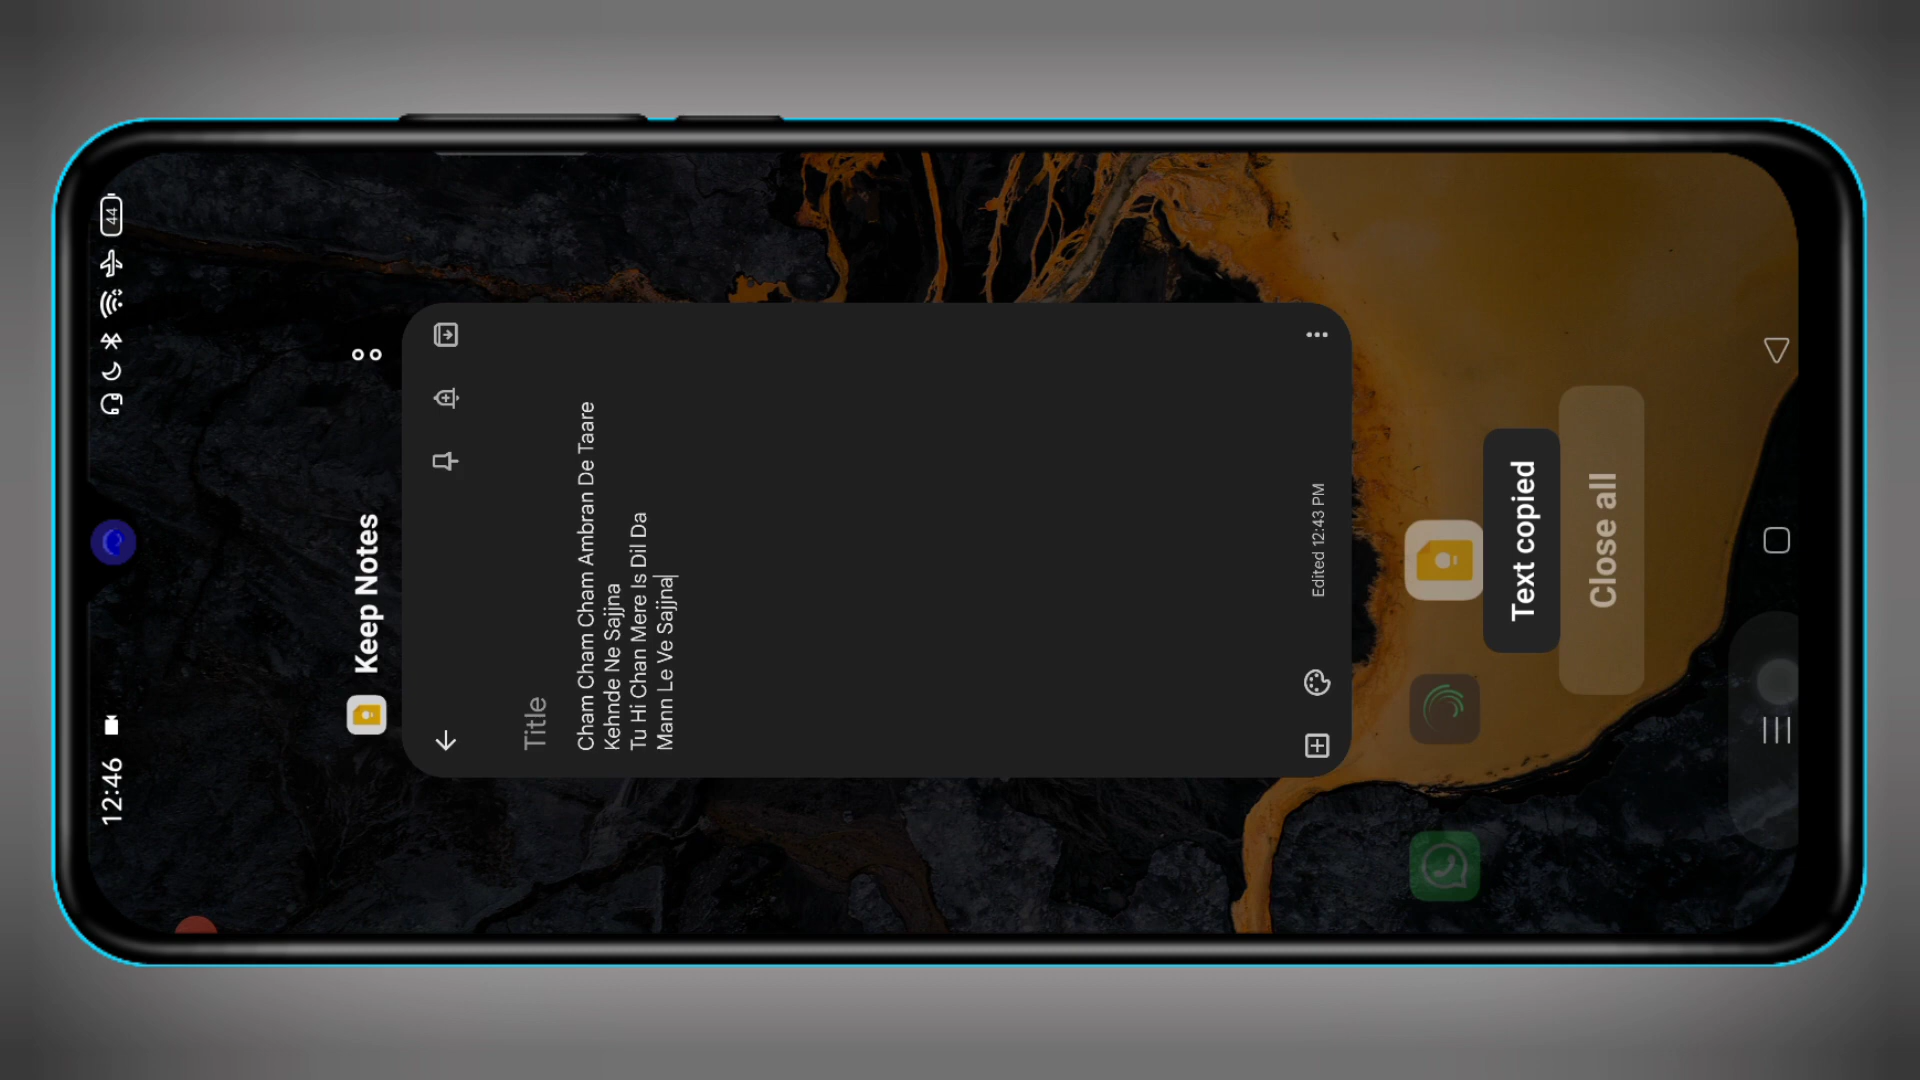 12:46
44
Keep Notes
Title
Cham Cham Cham Cham Ambran De Taare
Kehnde Ne Sajjna
Tu Hi Chan Mere Is Dil Da
Mann Le Ve Sajjna
Edited 12:43 PM
Text copied
Close all